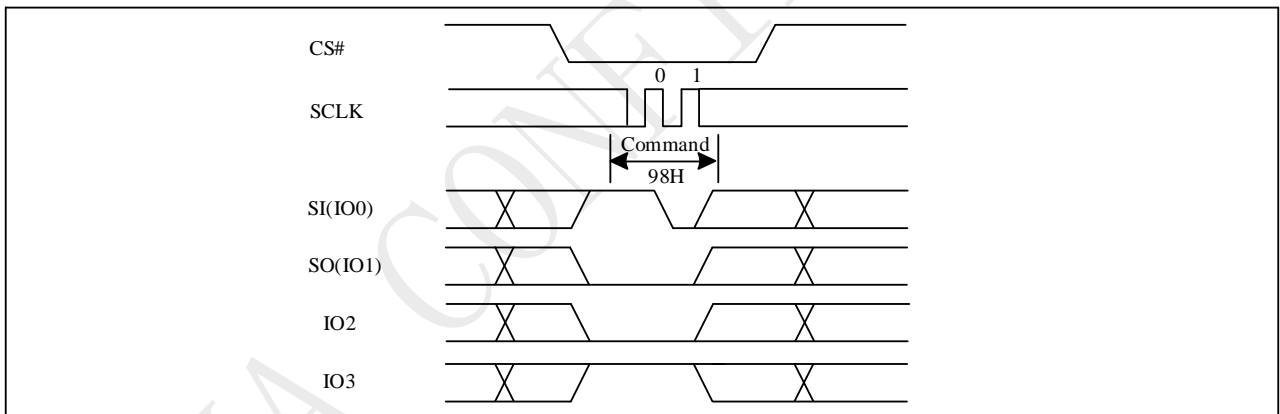 CS#
0 1
SCLK
Command
98H
SI(IO0)
SO(IO1)
IO2
IO3